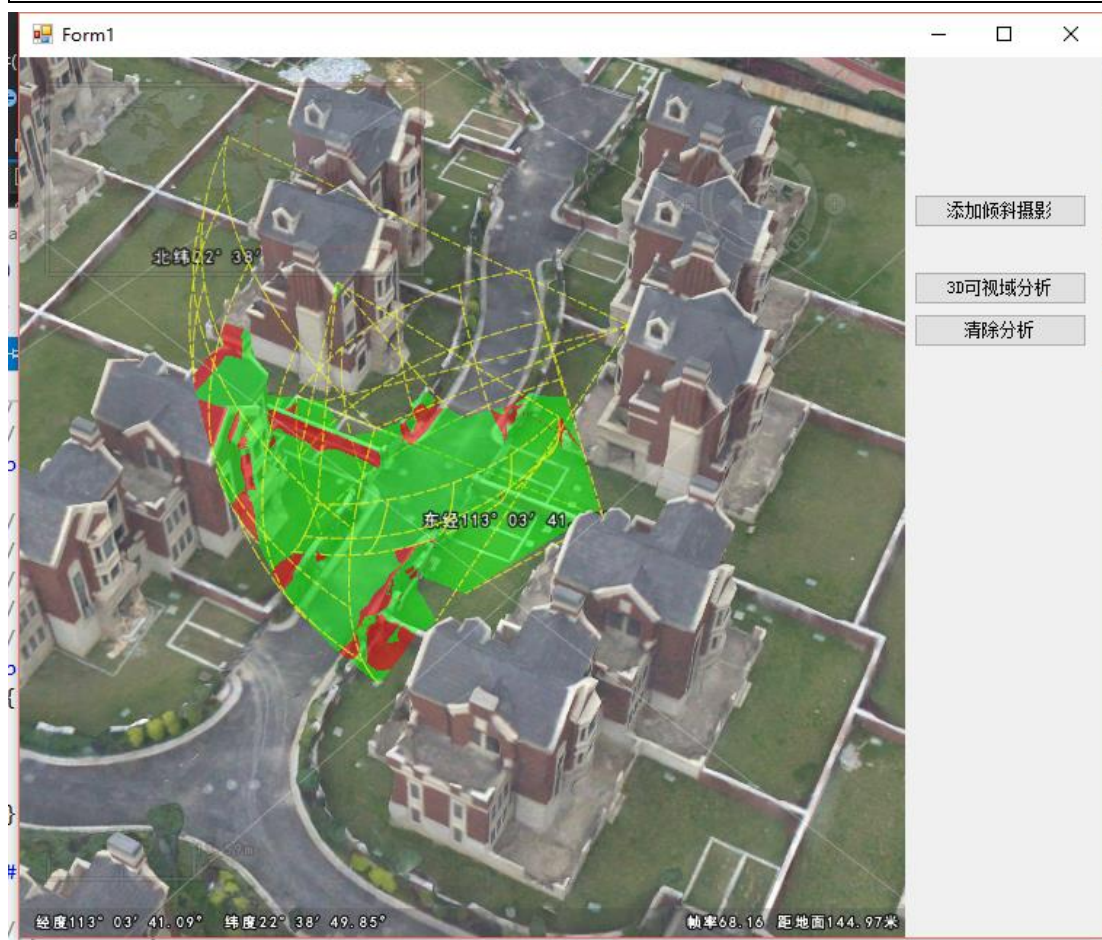 Form1
添加倾斜摄影
北纬22° 38′
3D可视域分析
清除分析
东经113° 03′ 41.
经度113° 03′ 41.09″ 纬度22° 38′ 49.85″
帧率68.16 距地面144.97米